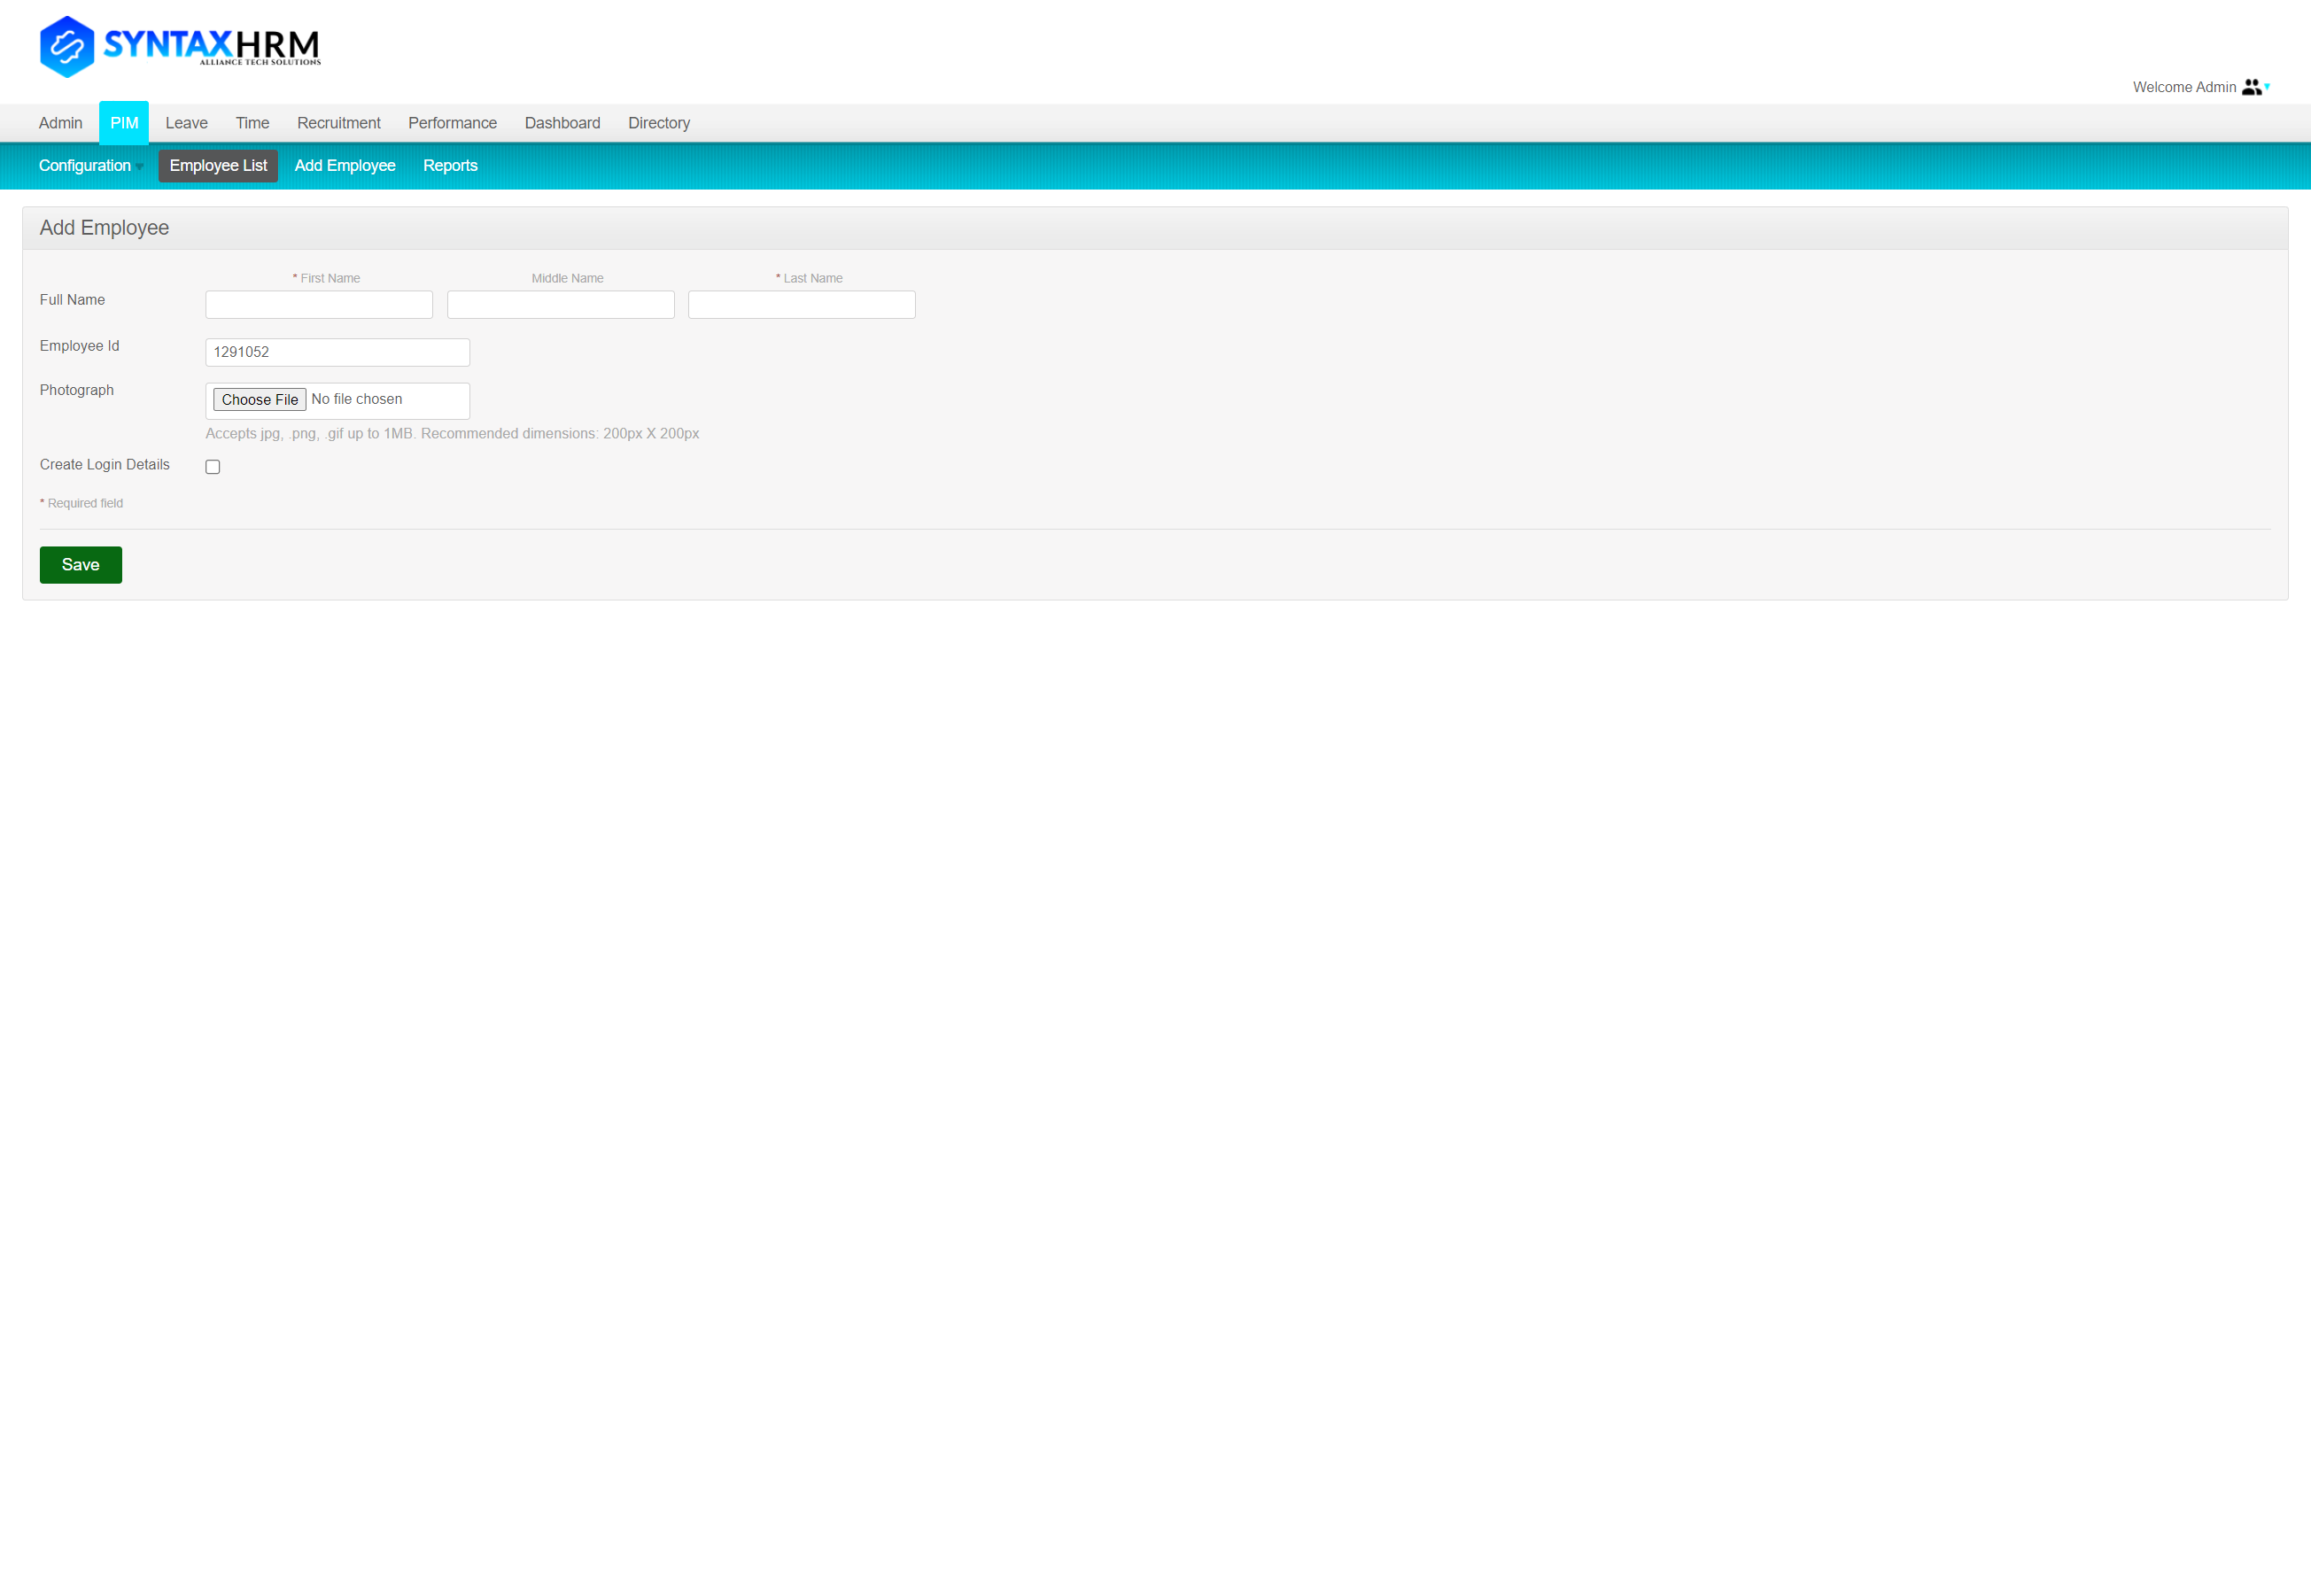 SYNTAXHRM
ALLIANCE TECH SOLUTIONS
Welcome Admin
Admin PIM Leave Time Recruitment Performance Dashboard Directory
Configuration Employee List Add Employee Reports
Add Employee
* First Name Middle Name * Last Name
Full Name
Employee Id 1291052
Photograph Choose File No file chosen
Accepts jpg, .png, .gif up to 1MB. Recommended dimensions: 200px X 200px
Create Login Details
* Required field
Save